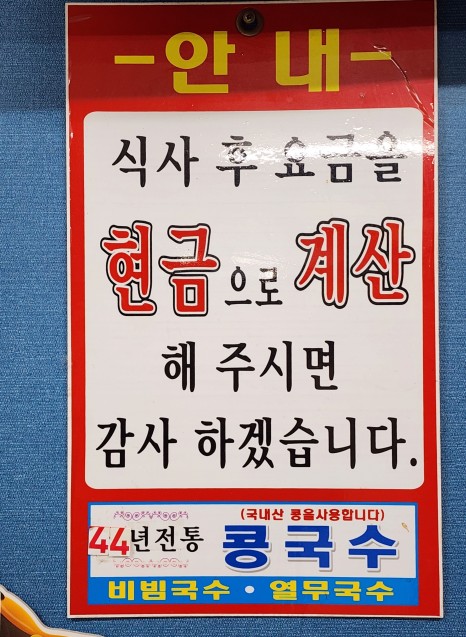 -안 내-
식사 후 요금을
현금으로 계산
해 주시면
감사 하겠습니다.
(국내산 콩을사용합니다)
44년전통 콩국수
비빔국수 · 열무국수